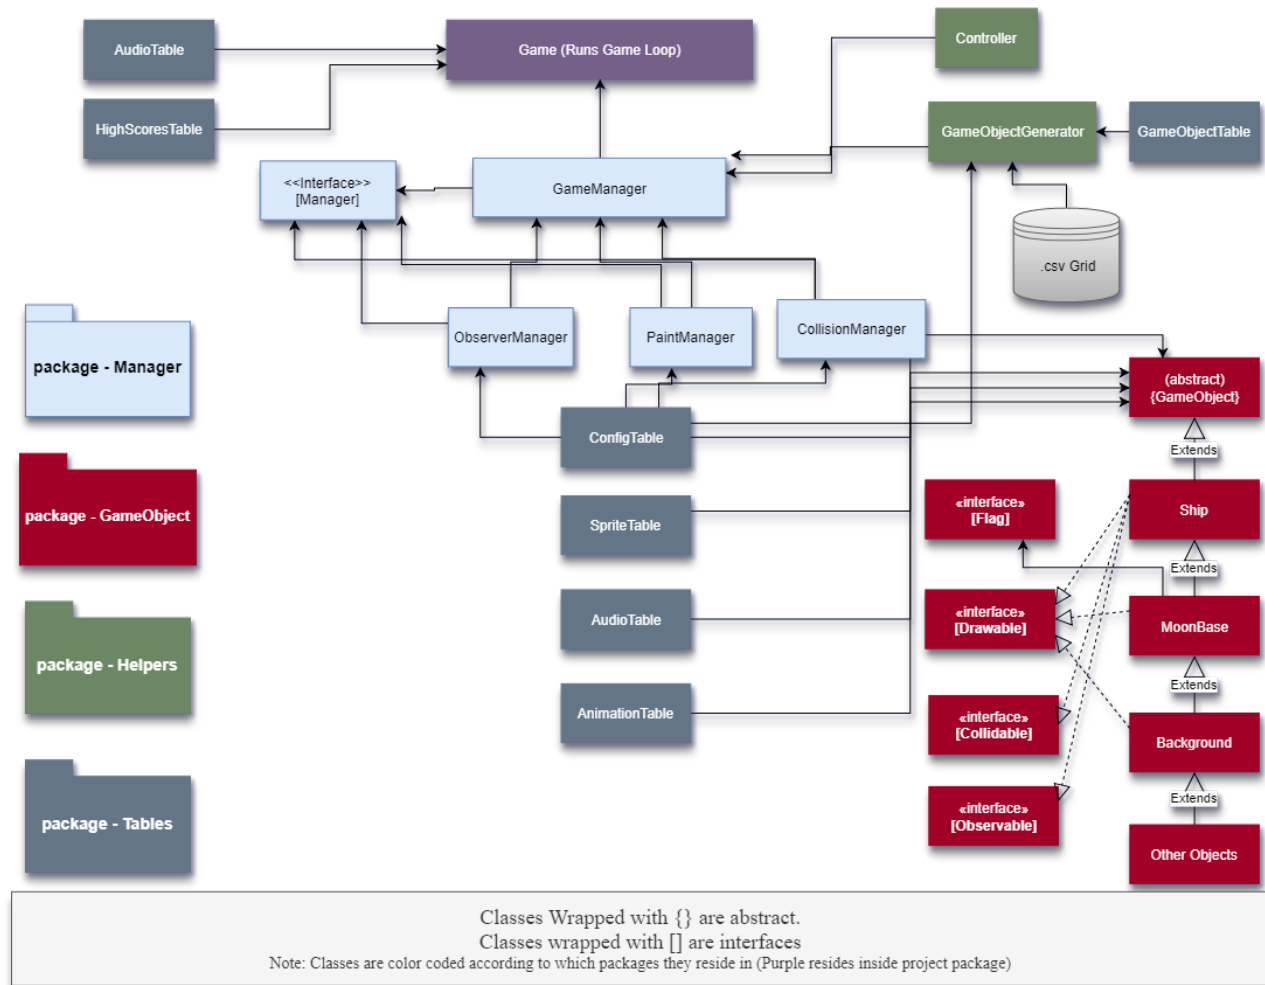 AudioTable
Game (Runs Game Loop)
Controller
HighScoresTable
GameObjectGenerator
GameObjectTable
<<Interface>>
[Manager]
GameManager
.csv Grid
ObserverManager
PaintManager
CollisionManager
package - Manager
(abstract)
{GameObject}
Extends
ConfigTable
package - GameObject
«interface»
[Flag]
Ship
SpriteTable
Extends
«interface»
[Drawable]
MoonBase
AudioTable
package - Helpers
Extends
AnimationTable
«interface»
[Collidable]
Background
Extends
package - Tables
«interface»
[Observable]
Other Objects
Classes Wrapped with {} are abstract.
Classes wrapped with [] are interfaces
Note: Classes are color coded according to which packages they reside in (Purple resides inside project package)